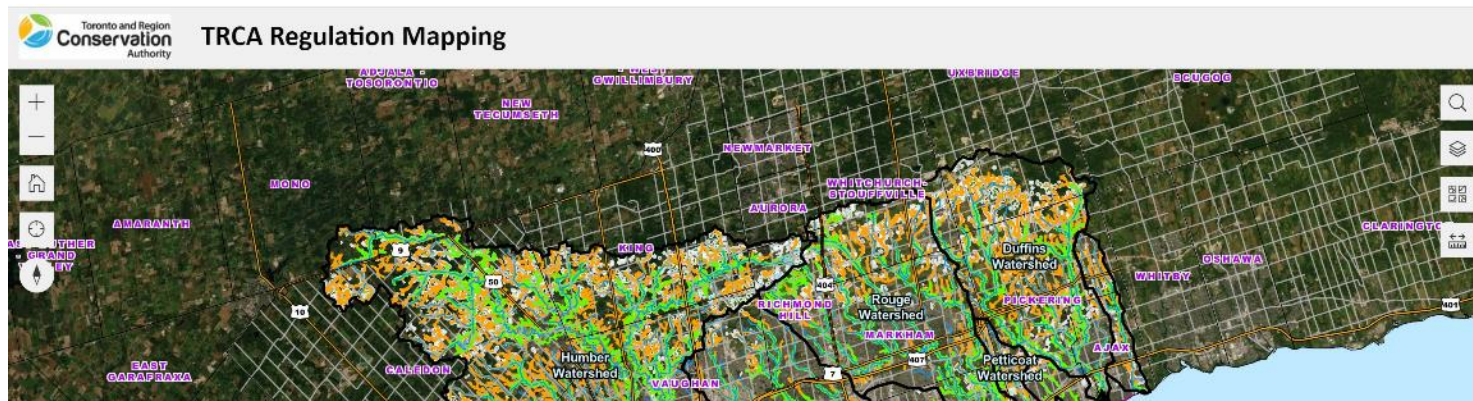 Toronto and Region
Conservation
Authority
TRCA Regulation Mapping
ADJALA -
TOSORONTIO
WEST
GWILLIMBURY
UXBRIDGE
SCUGOG
NEW
TECUMSETH
400
NEWMARKET
MONO
WHITCHURCH-
STOUFFVILLE
AURORA
AMARANTH
CLARINGTO
GRAND
KING
9
Duffins
Watershed
OSHAWA
WHITBY
50
404
10
RICHMOND
HILL
Rouge
Watershed
PICKERING
401
MARKHAM
AJAX
EAST
GARAFRAXA
CALEDON
Humber
Watershed
407
Petticoat
Watershed
7
VAUGHAN